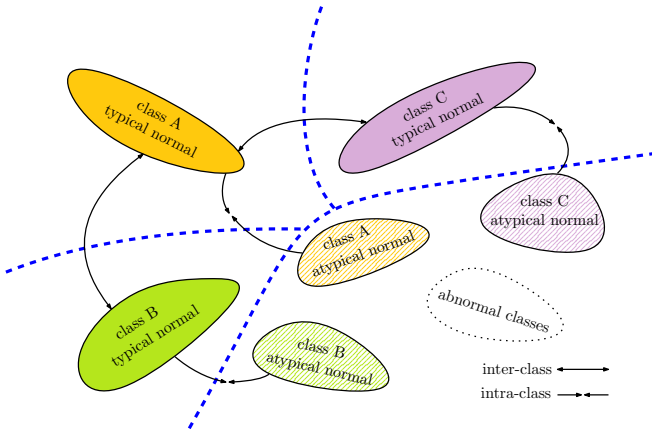 class A
typical normal
class C
typical normal
class C
atypical normal
class A
atypical normal
abnormal classes
class B
typical normal
class B
atypical normal
inter-class
intra-class